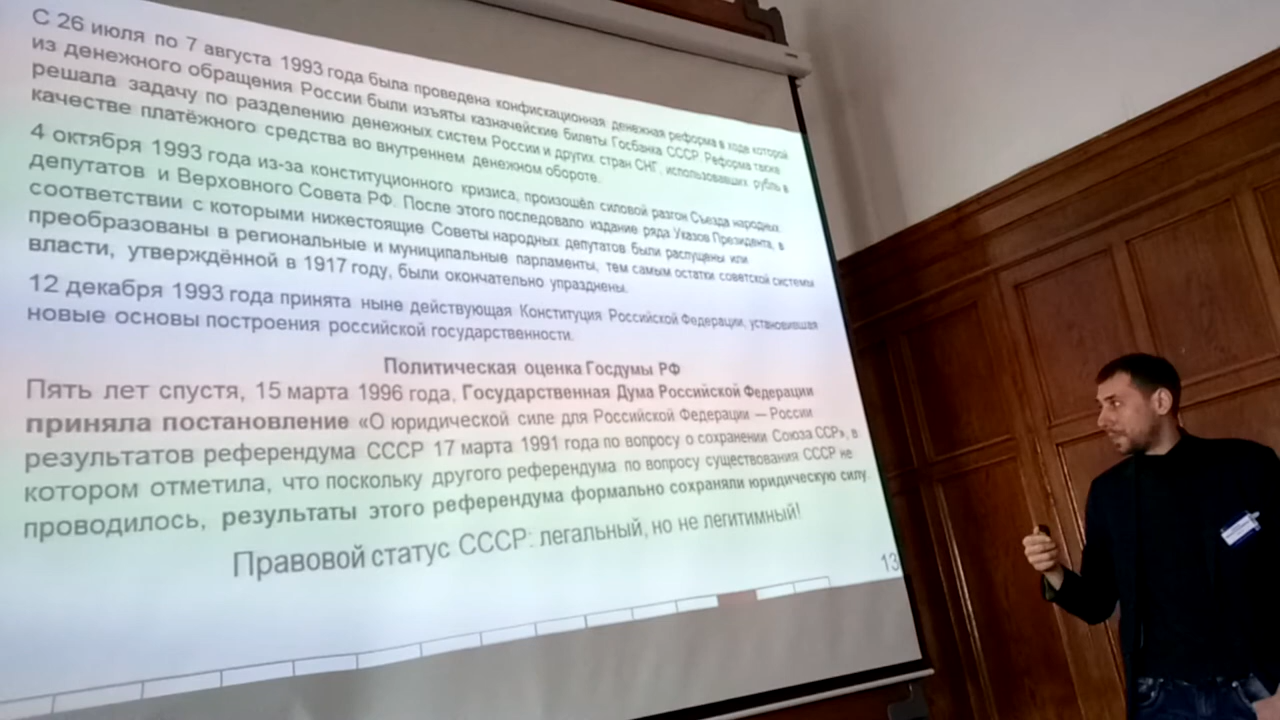 С 26 июля по 7 августа 1993 года была проведена конфискационная денежная реформа в ходе которой
из денежного обращения России были изъяты казначейские билеты Госбанка СССР. Реформа также
решала задачу по разделению денежных систем России и других стран СНГ, использовавших рубль в
качестве платёжного средства во внутреннем денежном обороте.
4 октября 1993 года из-за конституционного кризиса, произошёл силовой разгон Съезда народных
депутатов и Верховного Совета РФ. После этого последовало издание ряда Указов Президента, в
соответствии с которыми нижестоящие Советы народных депутатов были распущены или
преобразованы в региональные и муниципальные парламенты, тем самым остатки советской системы
власти, утверждённой в 1917 году, были окончательно упразднены.
12 декабря 1993 года принята ныне действующая Конституция Российской Федерации, установившая
новые основы построения российской государственности.
Политическая оценка Госдумы РФ
Пять лет спустя, 15 марта 1996 года, Государственная Дума Российской Федерации
приняла постановление «О юридической силе для Российской Федерации — России
результатов референдума СССР 17 марта 1991 года по вопросу о сохранении Союза ССР», в
котором отметила, что поскольку другого референдума по вопросу существования СССР не
проводилось, результаты этого референдума формально сохраняли юридическую силу.
Правовой статус СССР: легальный, но не легитимный!
13